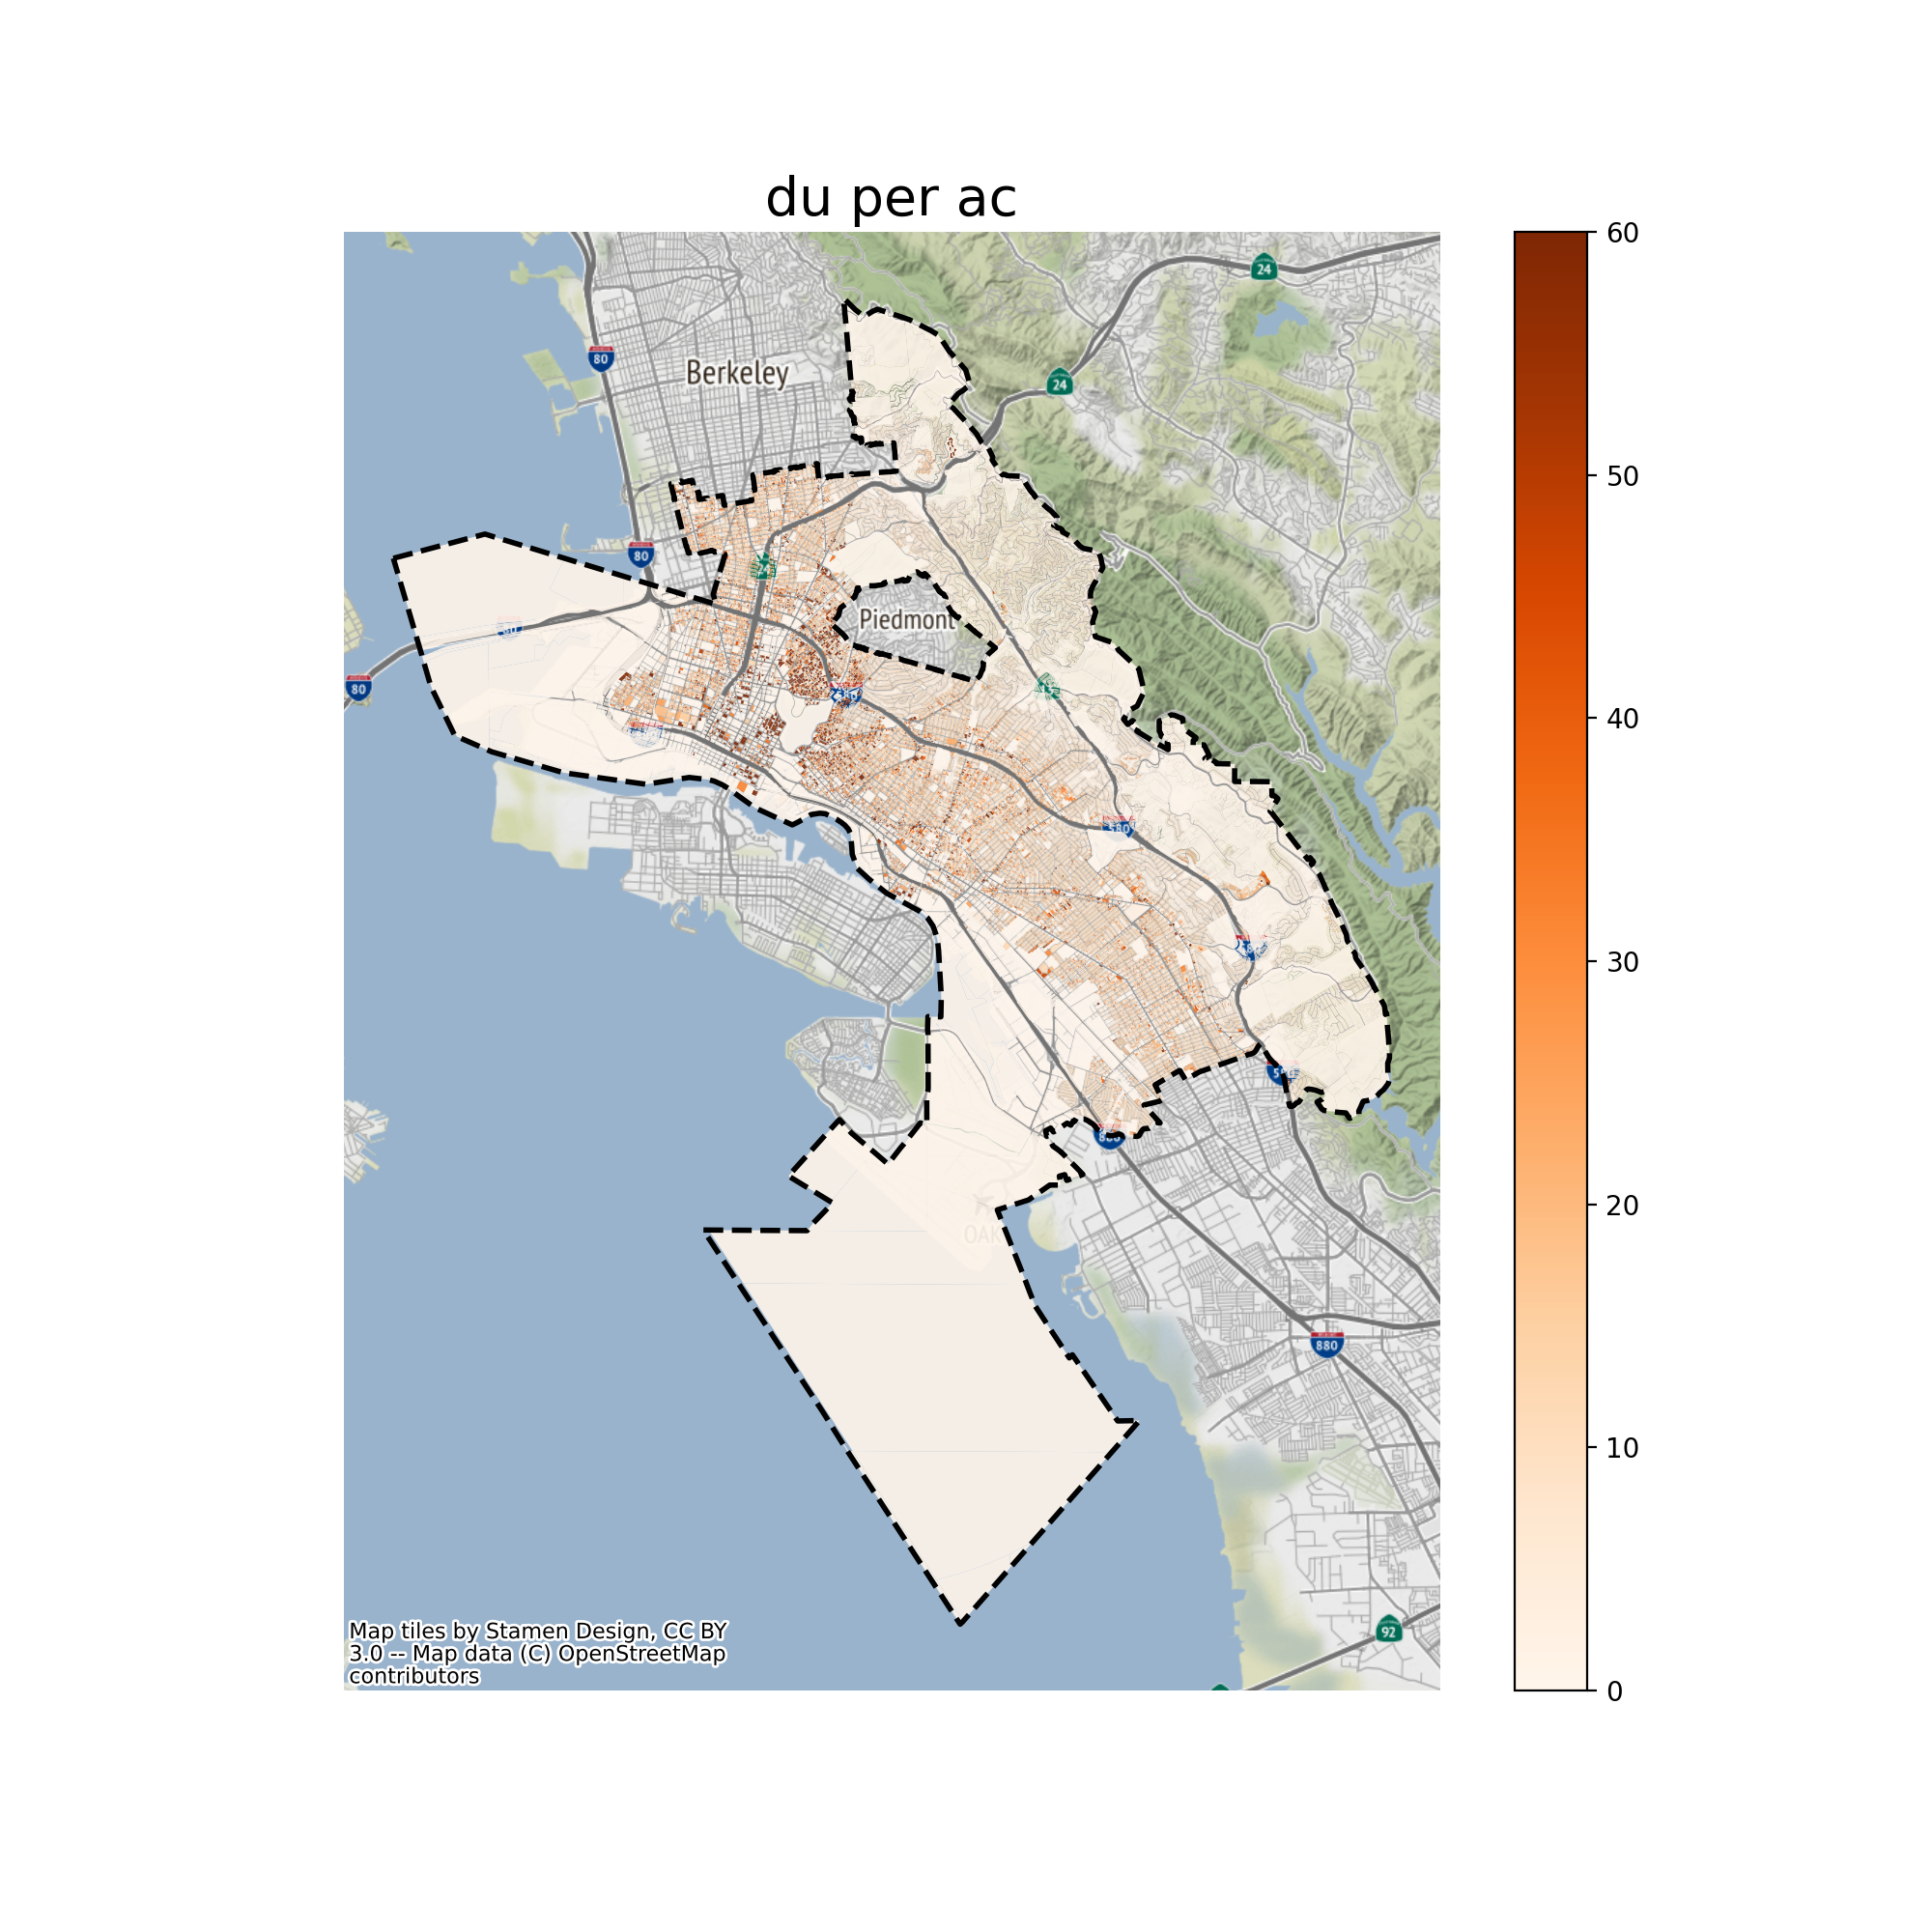 du per ac
60
24
80
24
Berkeley
50
80
24
Piedmont
80
40
580
30
OAK
20
880
10
Map tiles by Stamen Design, CC BY
3.0 -- Map data (C) OpenStreetMap
contributors
92
0